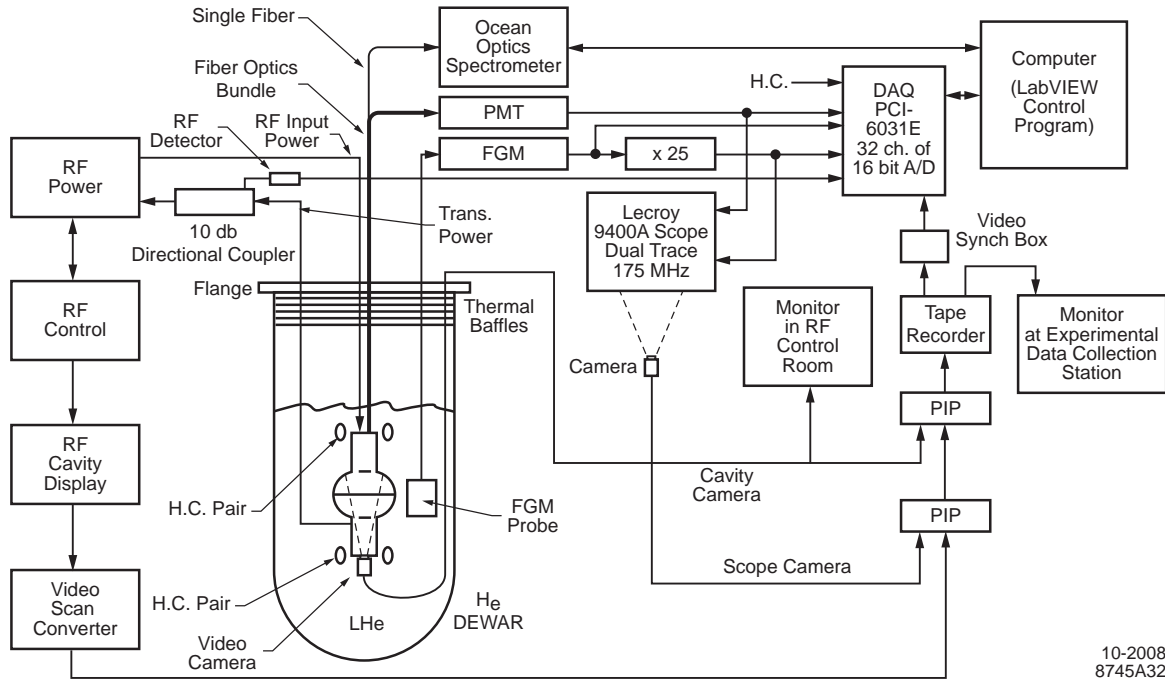 Single Fiber
Ocean
Optics
Spectrometer
Computer
(LabVIEW
Control
Program)
Fiber Optics
Bundle
H.C.
DAQ
PCI-
6031E
32 ch. of
16 bit A/D
PMT
RF
Detector
RF Input
Power
FGM
x 25
RF
Power
10 db
Directional Coupler
Trans.
Power
Lecroy
9400A Scope
Dual Trace
175 MHz
Video
Synch Box
Flange
Thermal
Baffles
RF
Control
Monitor
in RF
Control
Room
Tape
Recorder
Monitor
at Experimental
Data Collection
Station
Camera
PIP
RF
Cavity
Display
H.C. Pair
FGM
Probe
Cavity
Camera
PIP
Scope Camera
Video
Scan
Converter
H.C. Pair
Video
Camera
LHe
He
DEWAR
10-2008
8745A32